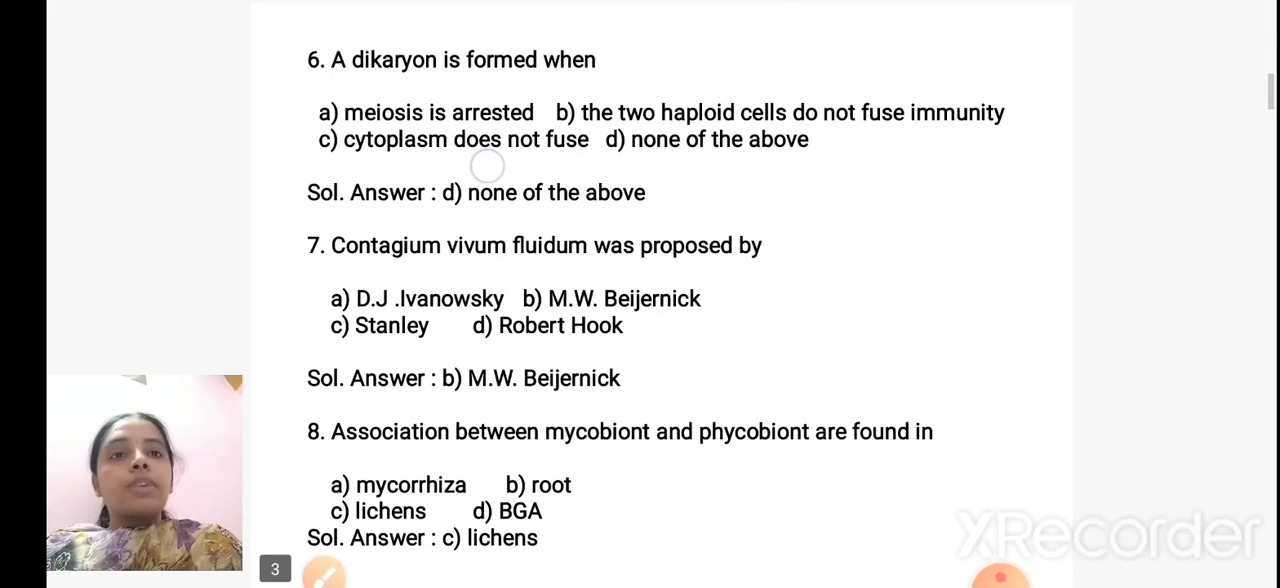 6. A dikaryon is formed when
a) meiosis is arrested b) the two haploid cells do not fuse immunity
c) cytoplasm does not fuse d) none of the above
Sol. Answer : d) none of the above
7. Contagium vivum fluidum was proposed by
a) D.J .Ivanowsky b) M.W. Beijernick
c) Stanley d) Robert Hook
Sol. Answer : b) M.W. Beijernick
8. Association between mycobiont and phycobiont are found in
a) mycorrhiza b) root
c) lichens d) BGA
Sol. Answer : c) lichens
3
XRecorder